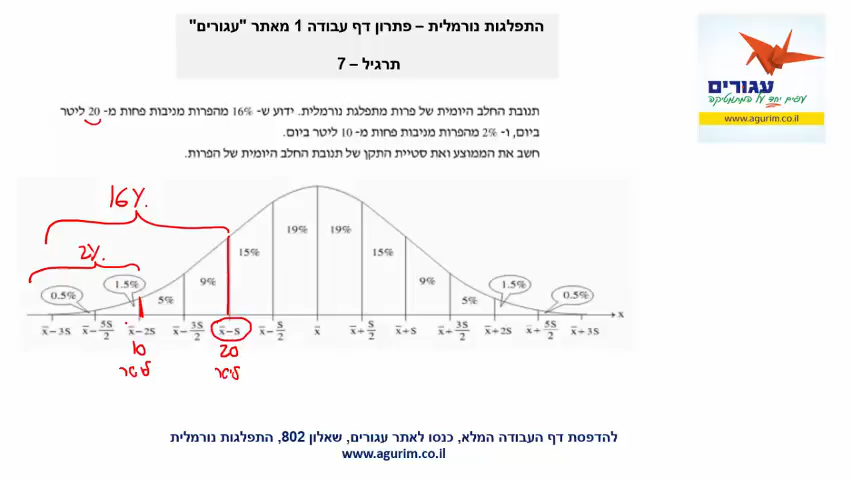 התפלגות נורמלית – פתרון דף עבודה 1 מאתר "עגורים"
תרגיל – 7
עגורים
עפים יחד על המתמטיקה
www.agurim.co.il
תנובת החלב היומית של פרות מתפלגת נורמלית. ידוע ש- 16% מהפרות מניבות פחות מ- 20 ליטר
ביום, ו- 2% מהפרות מניבות פחות מ- 10 ליטר ביום.
חשב את הממוצע ואת סטיית התקן של תנובת החלב היומית של הפרות.
16%
2%
19% 19%
15% 15%
9% 9%
5% 5%
1.5% 1.5%
0.5% 0.5%
x
x̄−3S x̄−5S/2 x̄−2S x̄−3S/2 x̄−S x̄−S/2 x̄ x̄+S/2 x̄+S x̄+3S/2 x̄+2S x̄+5S/2 x̄+3S
10 20
ליטר ליטר
להדפסת דף העבודה המלא, כנסו לאתר עגורים, שאלון 802, התפלגות נורמלית
www.agurim.co.il